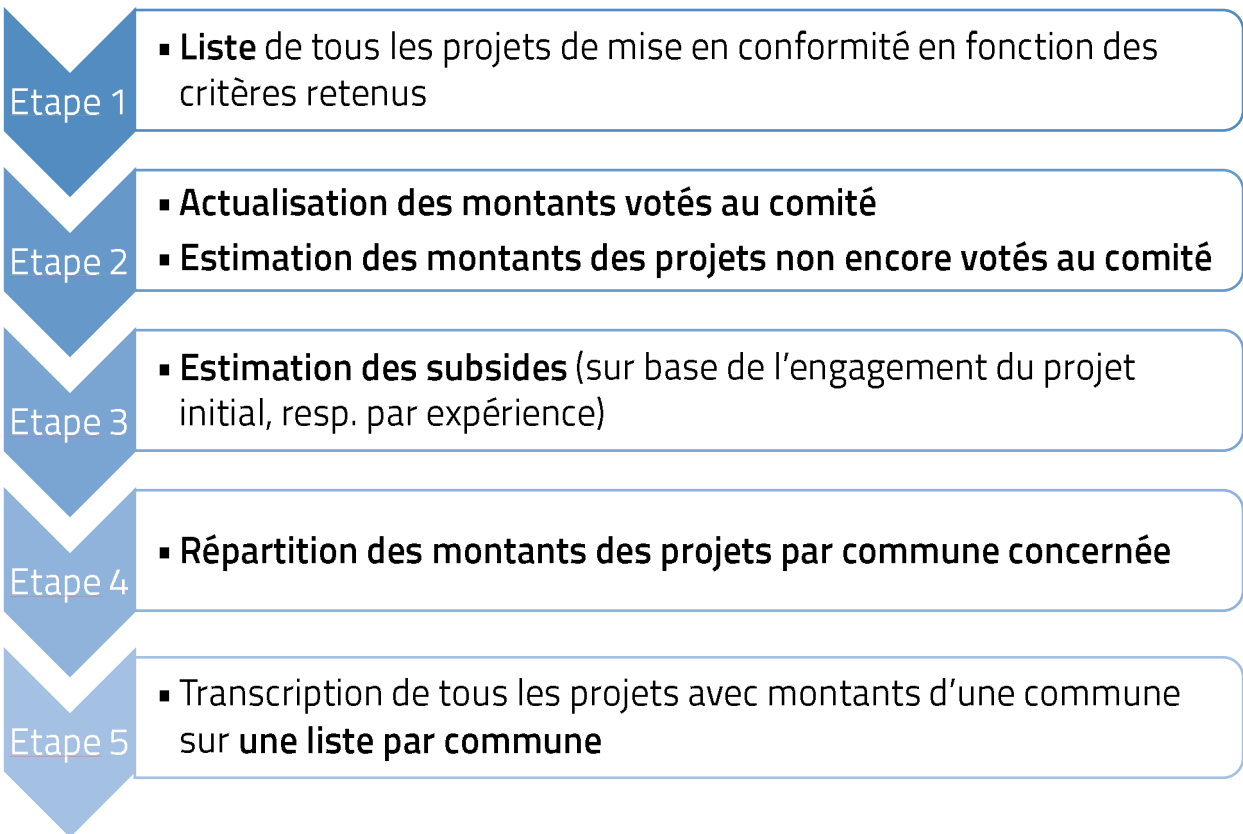 Etape 1
▪ Liste de tous les projets de mise en conformité en fonction des
critères retenus
Etape 2
▪ Actualisation des montants votés au comité
▪ Estimation des montants des projets non encore votés au comité
Etape 3
▪ Estimation des subsides (sur base de l’engagement du projet
initial, resp. par expérience)
Etape 4
▪ Répartition des montants des projets par commune concernée
Etape 5
▪ Transcription de tous les projets avec montants d’une commune
sur une liste par commune